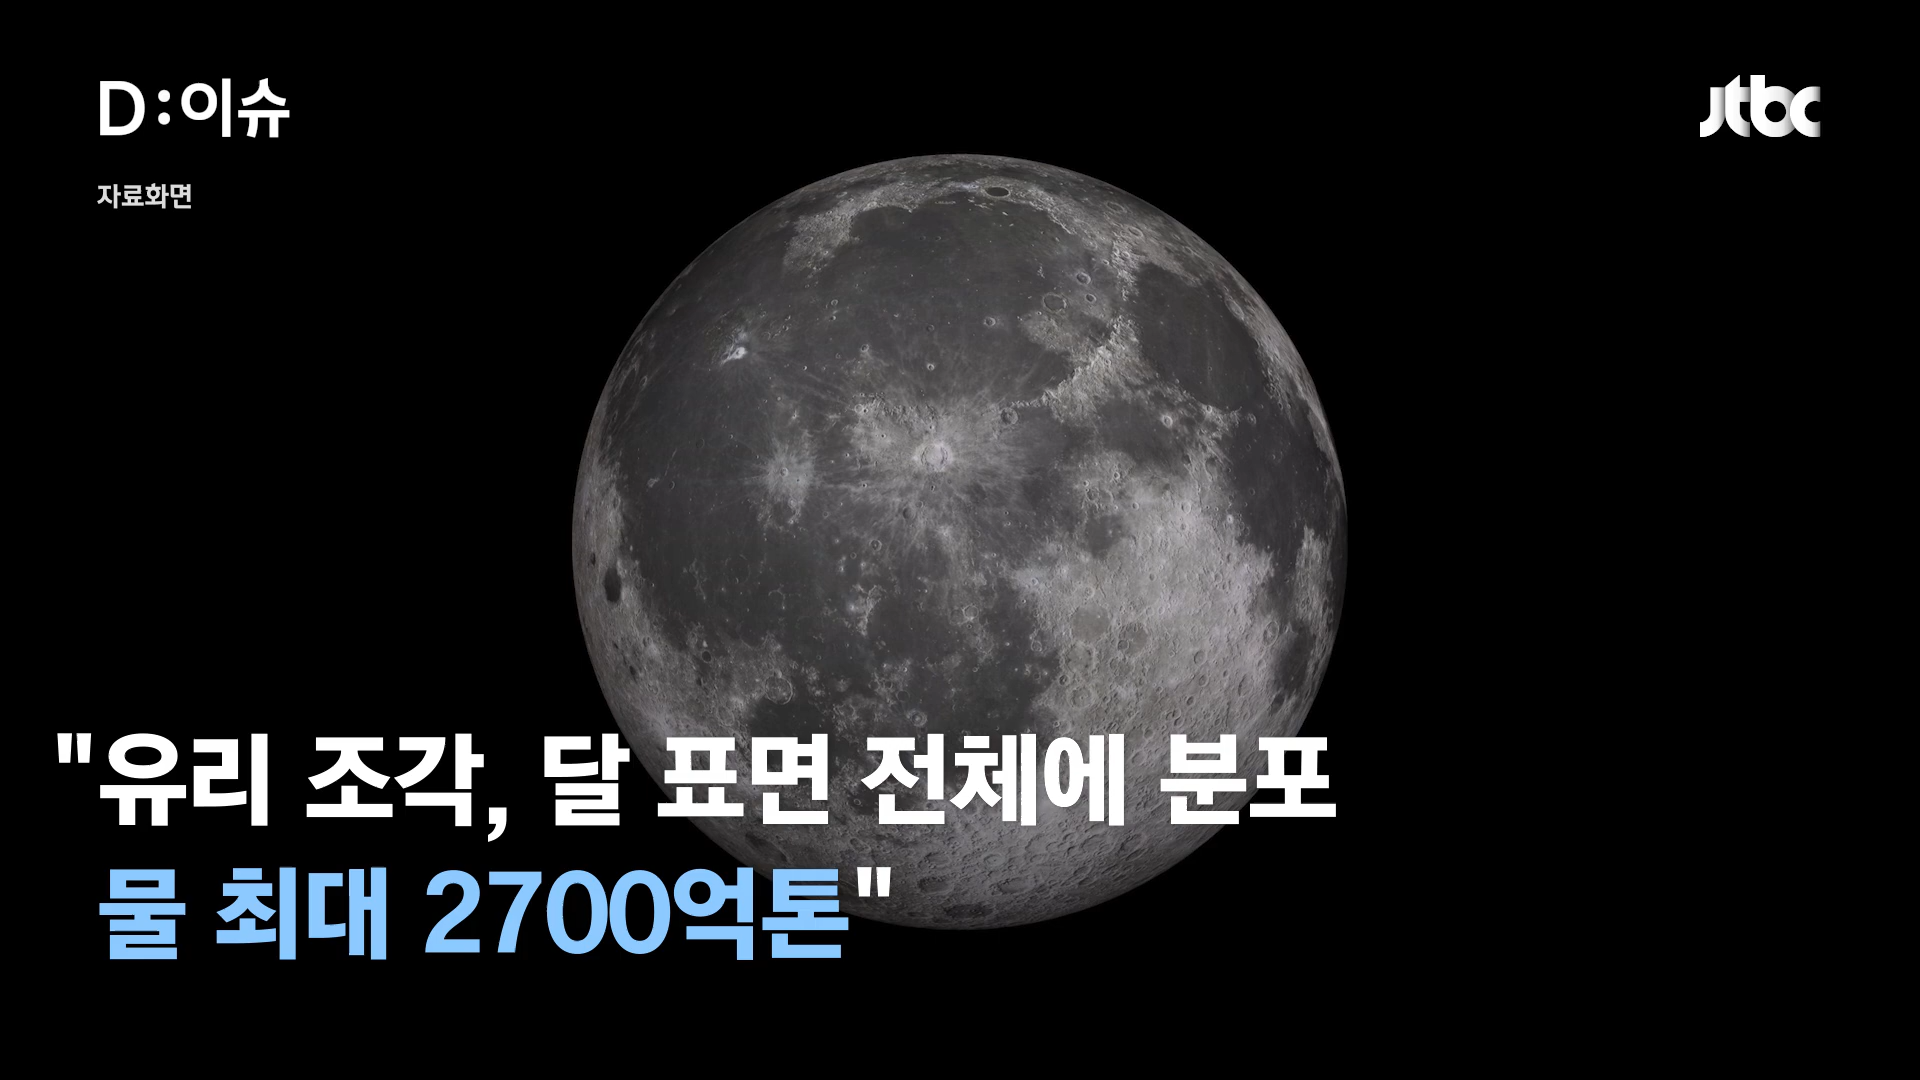 D:이슈
jtbc
자료화면
"유리 조각, 달 표면 전체에 분포
물 최대 2700억톤"